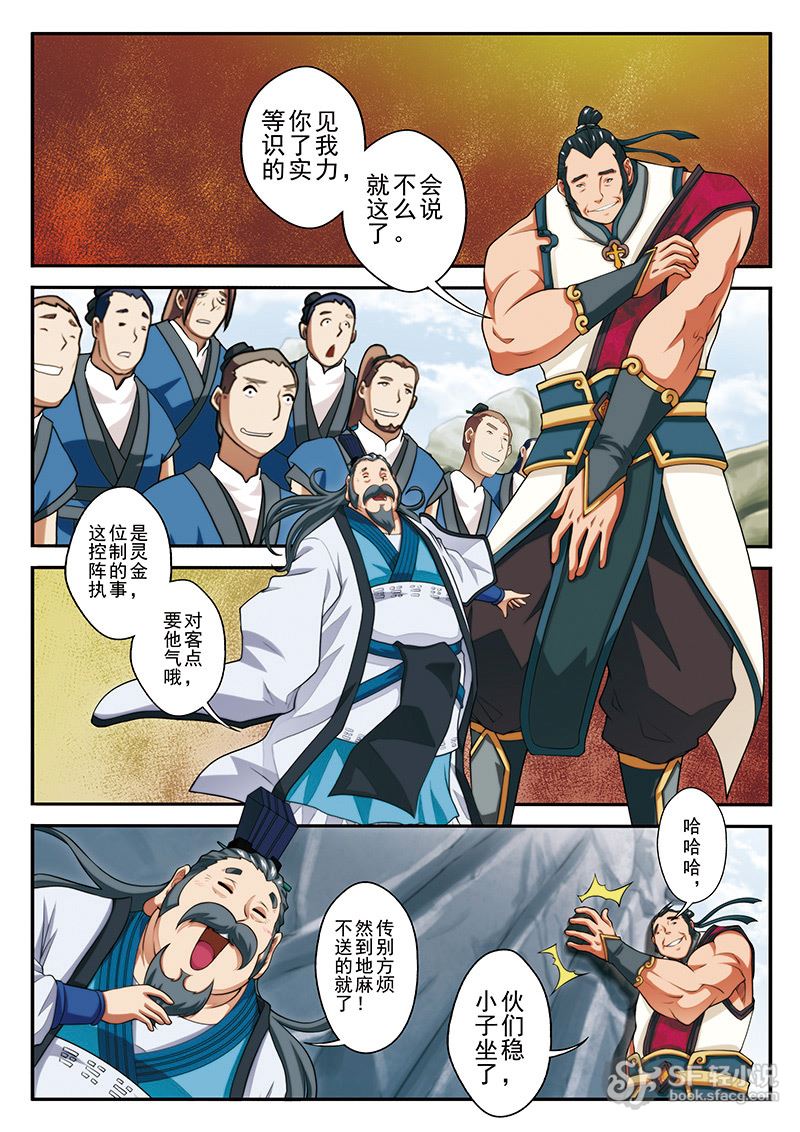 等你见
识了我
的实力，
就不会
这么说
了。
这位是
控制灵
阵的金
执事，
要对
他客
气点
哦，
哈哈哈，
小伙
子们
坐稳
了，
不然传
送到别
的地方
就麻烦
了！
SF轻小说
book.sfacg.com